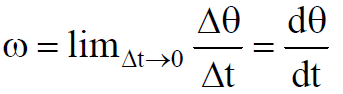 ω = lim_{Δt→0} Δθ/Δt = dθ/dt